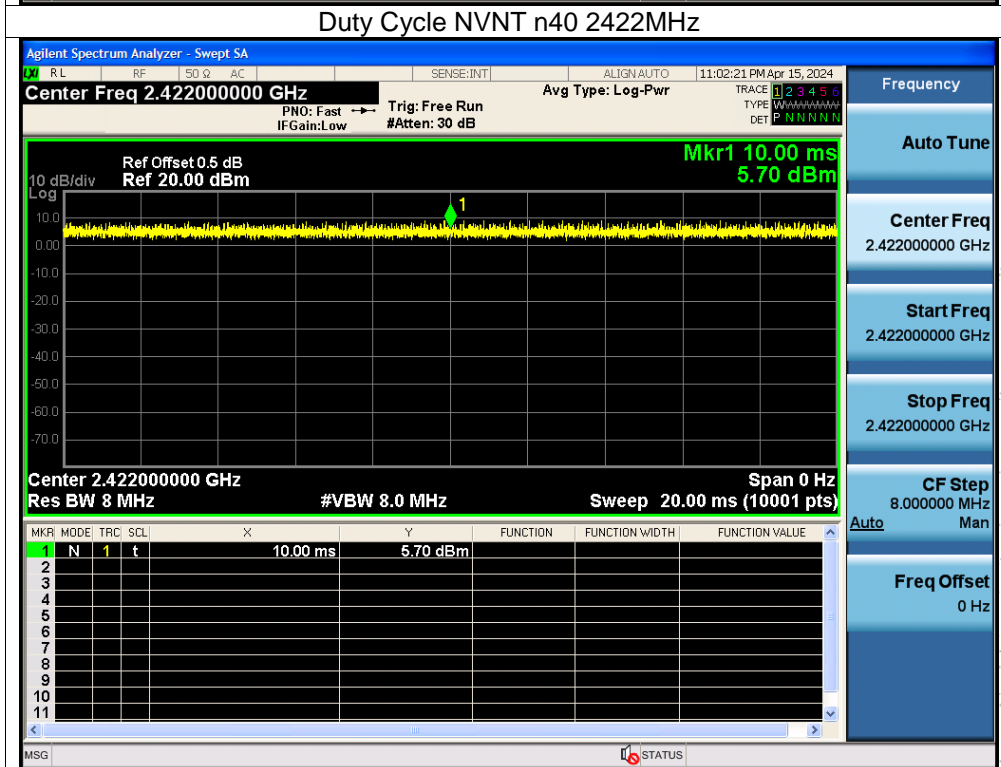 Duty Cycle NVNT n40 2422MHz
Agilent Spectrum Analyzer - Swept SA
LXI RL RF 50 Ω AC SENSE:INT ALIGN AUTO 11:02:21 PM Apr 15, 2024
Center Freq 2.422000000 GHz Avg Type: Log-Pwr TRACE 1 2 3 4 5 6
PNO: Fast Trig: Free Run TYPE WWWWWW
IFGain:Low #Atten: 30 dB DET P N N N N N
Frequency
Mkr1 10.00 ms
5.70 dBm
Ref Offset 0.5 dB
10 dB/div Ref 20.00 dBm
Log
1
10.0
0.00
-10.0
-20.0
-30.0
-40.0
-50.0
-60.0
-70.0
Center 2.422000000 GHz Span 0 Hz
Res BW 8 MHz #VBW 8.0 MHz Sweep 20.00 ms (10001 pts)
MKR MODE TRC SCL X Y FUNCTION FUNCTION WIDTH FUNCTION VALUE
1 N 1 t 10.00 ms 5.70 dBm
2
3
4
5
6
7
8
9
10
11
Auto Tune
Center Freq
2.422000000 GHz
Start Freq
2.422000000 GHz
Stop Freq
2.422000000 GHz
CF Step
8.000000 MHz
Auto Man
Freq Offset
0 Hz
MSG STATUS